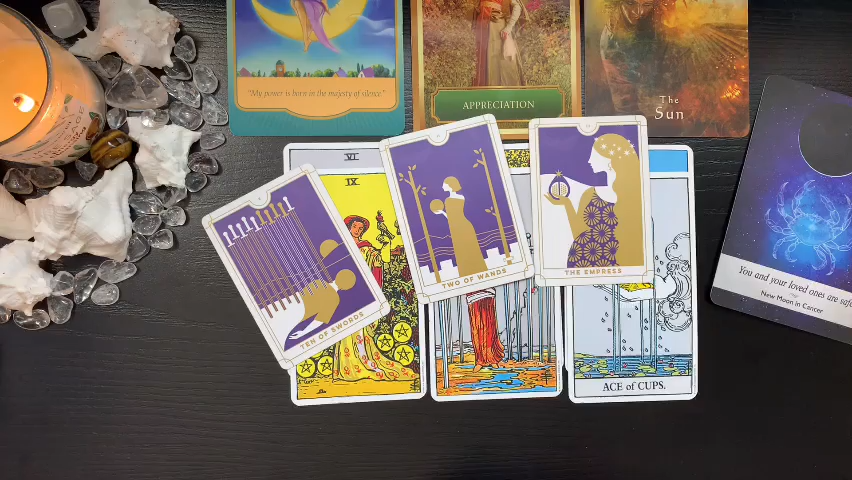 "My power is born in the majesty of silence."
APPRECIATION
The
Sun
VI
IX
TEN OF SWORDS
TWO OF WANDS
THE EMPRESS
ACE of CUPS.
You and your loved ones are safe
New Moon in Cancer